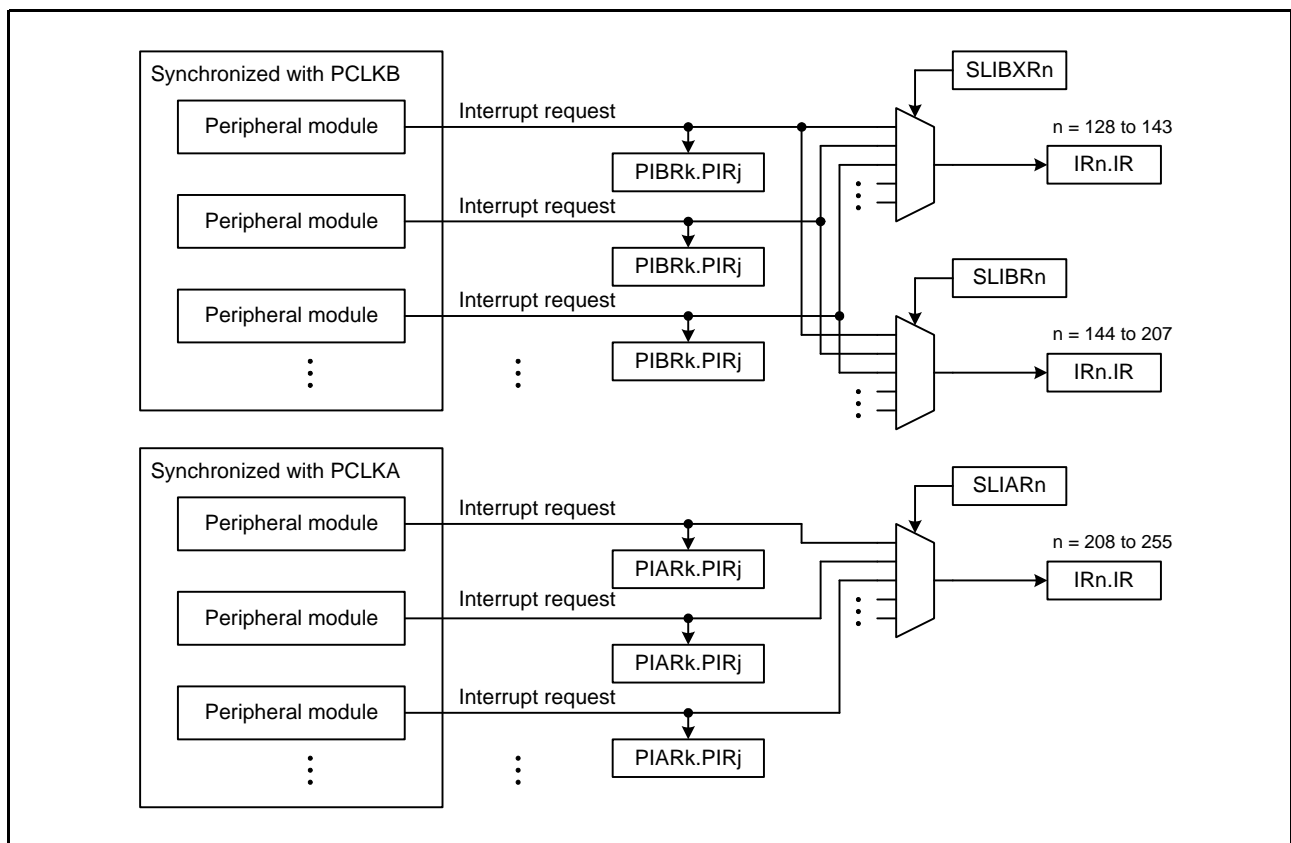 Synchronized with PCLKB
SLIBXRn
Peripheral module
Interrupt request
n = 128 to 143
PIBRk.PIRj
IRn.IR
Peripheral module
Interrupt request
PIBRk.PIRj
SLIBRn
Peripheral module
Interrupt request
n = 144 to 207
PIBRk.PIRj
IRn.IR
Synchronized with PCLKA
SLIARn
Peripheral module
Interrupt request
n = 208 to 255
PIARk.PIRj
IRn.IR
Peripheral module
Interrupt request
PIARk.PIRj
Peripheral module
Interrupt request
PIARk.PIRj